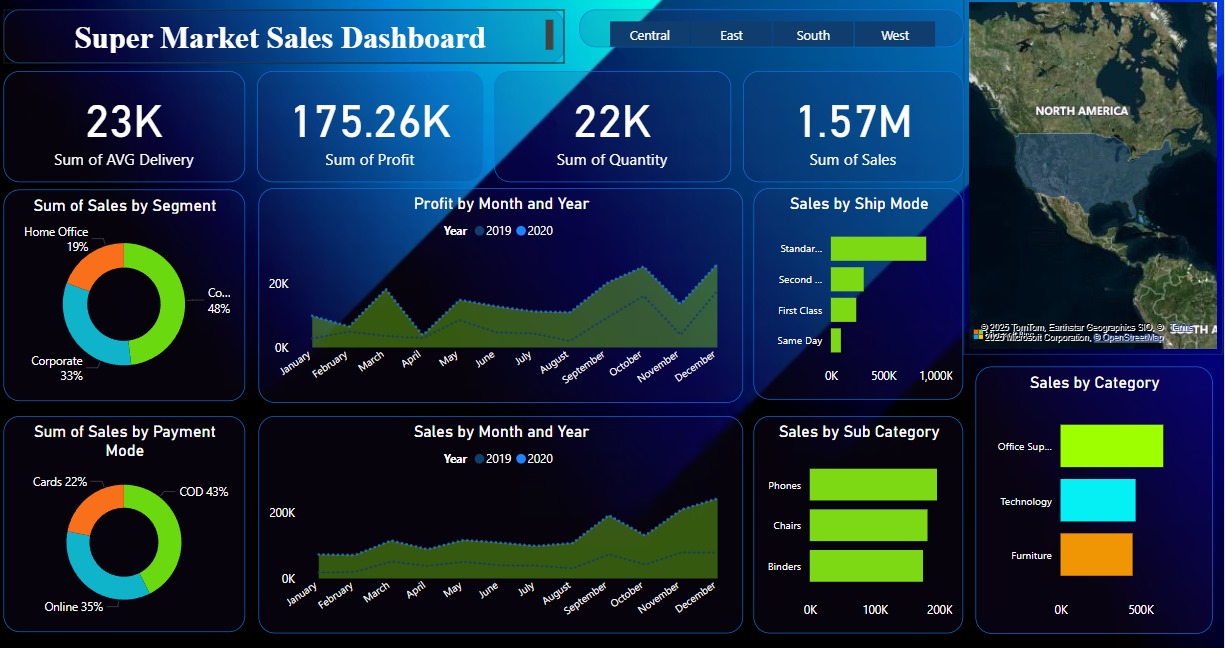 Super Market Sales Dashboard
Central East South West
NORTH AMERICA
23K
Sum of AVG Delivery
175.26K
Sum of Profit
22K
Sum of Quantity
1.57M
Sum of Sales
Sum of Sales by Segment
Home Office
19%
Co...
48%
Corporate
33%
Profit by Month and Year
Year 2019 2020
20K
0K
January February March April May June July August September October November December
Sales by Ship Mode
Standar...
Second ...
First Class
Same Day
0K 500K 1,000K
© 2025 TomTom, Earthstar Geographics SIO, © Terms
2025 Microsoft Corporation, © OpenStreetMap
Sum of Sales by Payment
Mode
Cards 22%
COD 43%
Online 35%
Sales by Month and Year
Year 2019 2020
200K
0K
January February March April May June July August September October November December
Sales by Sub Category
Phones
Chairs
Binders
0K 100K 200K
Sales by Category
Office Sup...
Technology
Furniture
0K 500K